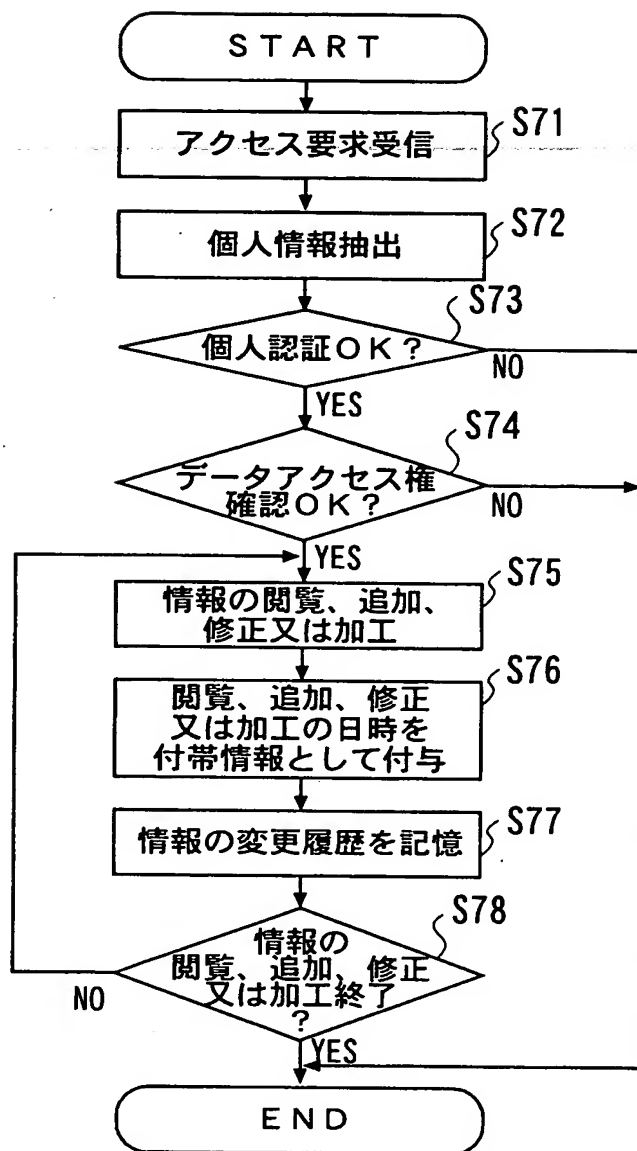 START
アクセス要求受信
S71
個人情報抽出
S72
個人認証OK?
S73
NO
YES
データアクセス権
確認OK?
S74
NO
YES
情報の閲覧、追加、
修正又は加工
S75
閲覧、追加、修正
又は加工の日時を
付帯情報として付与
S76
情報の変更履歴を記憶
S77
情報の
閲覧、追加、修正
又は加工終了
?
S78
NO
YES
END